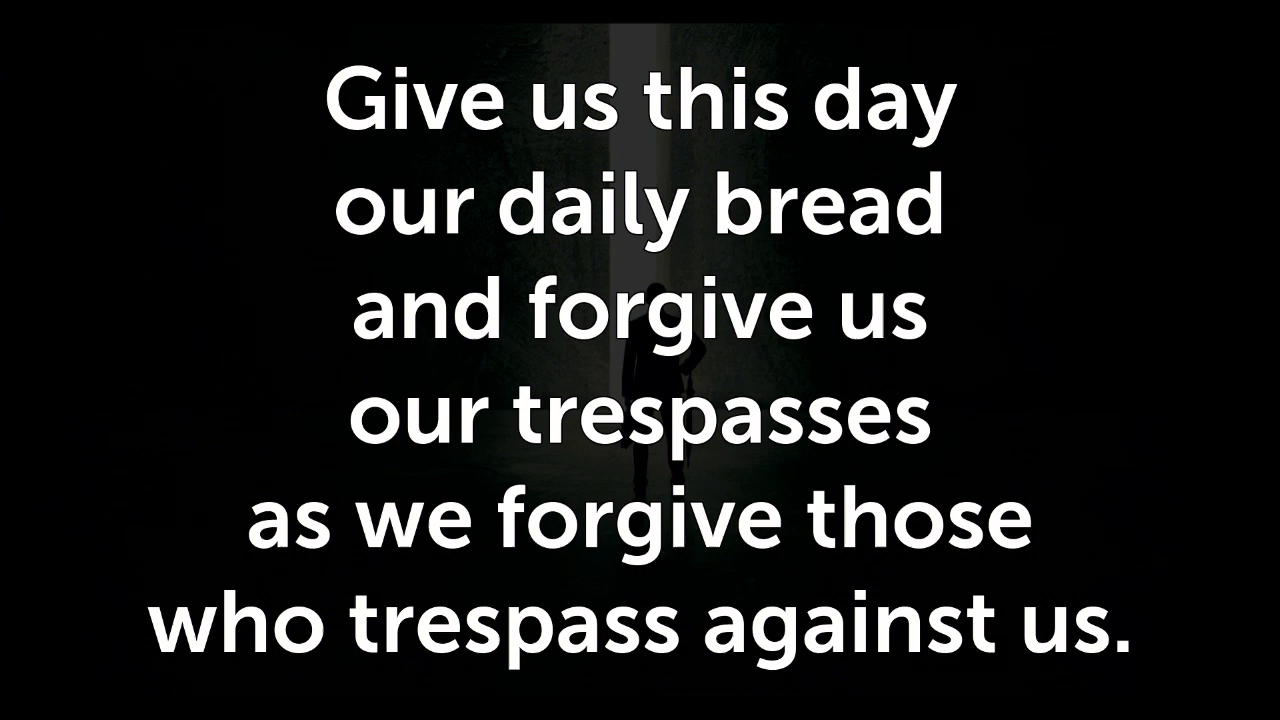 Give us this day
our daily bread
and forgive us
our trespasses
as we forgive those
who trespass against us.